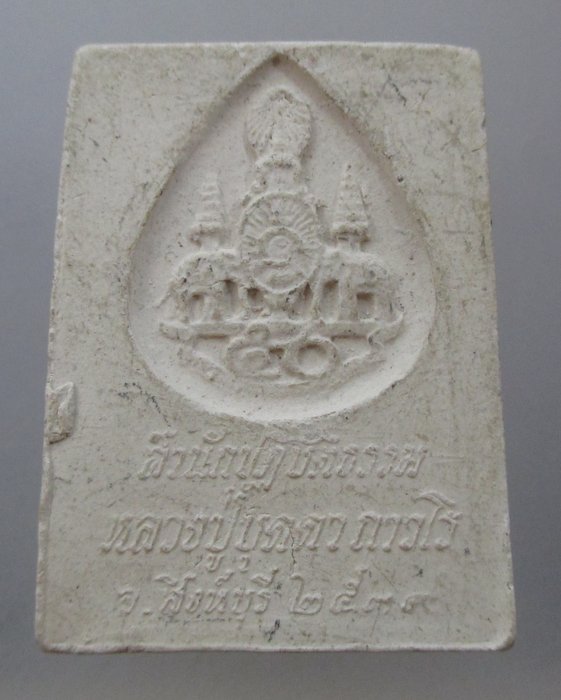 ๕๐
สำนักปฏิบัติธรรม
หลวงปู่บุดดา ถาวโร
จ. สิงห์บุรี ๒๕๓๙